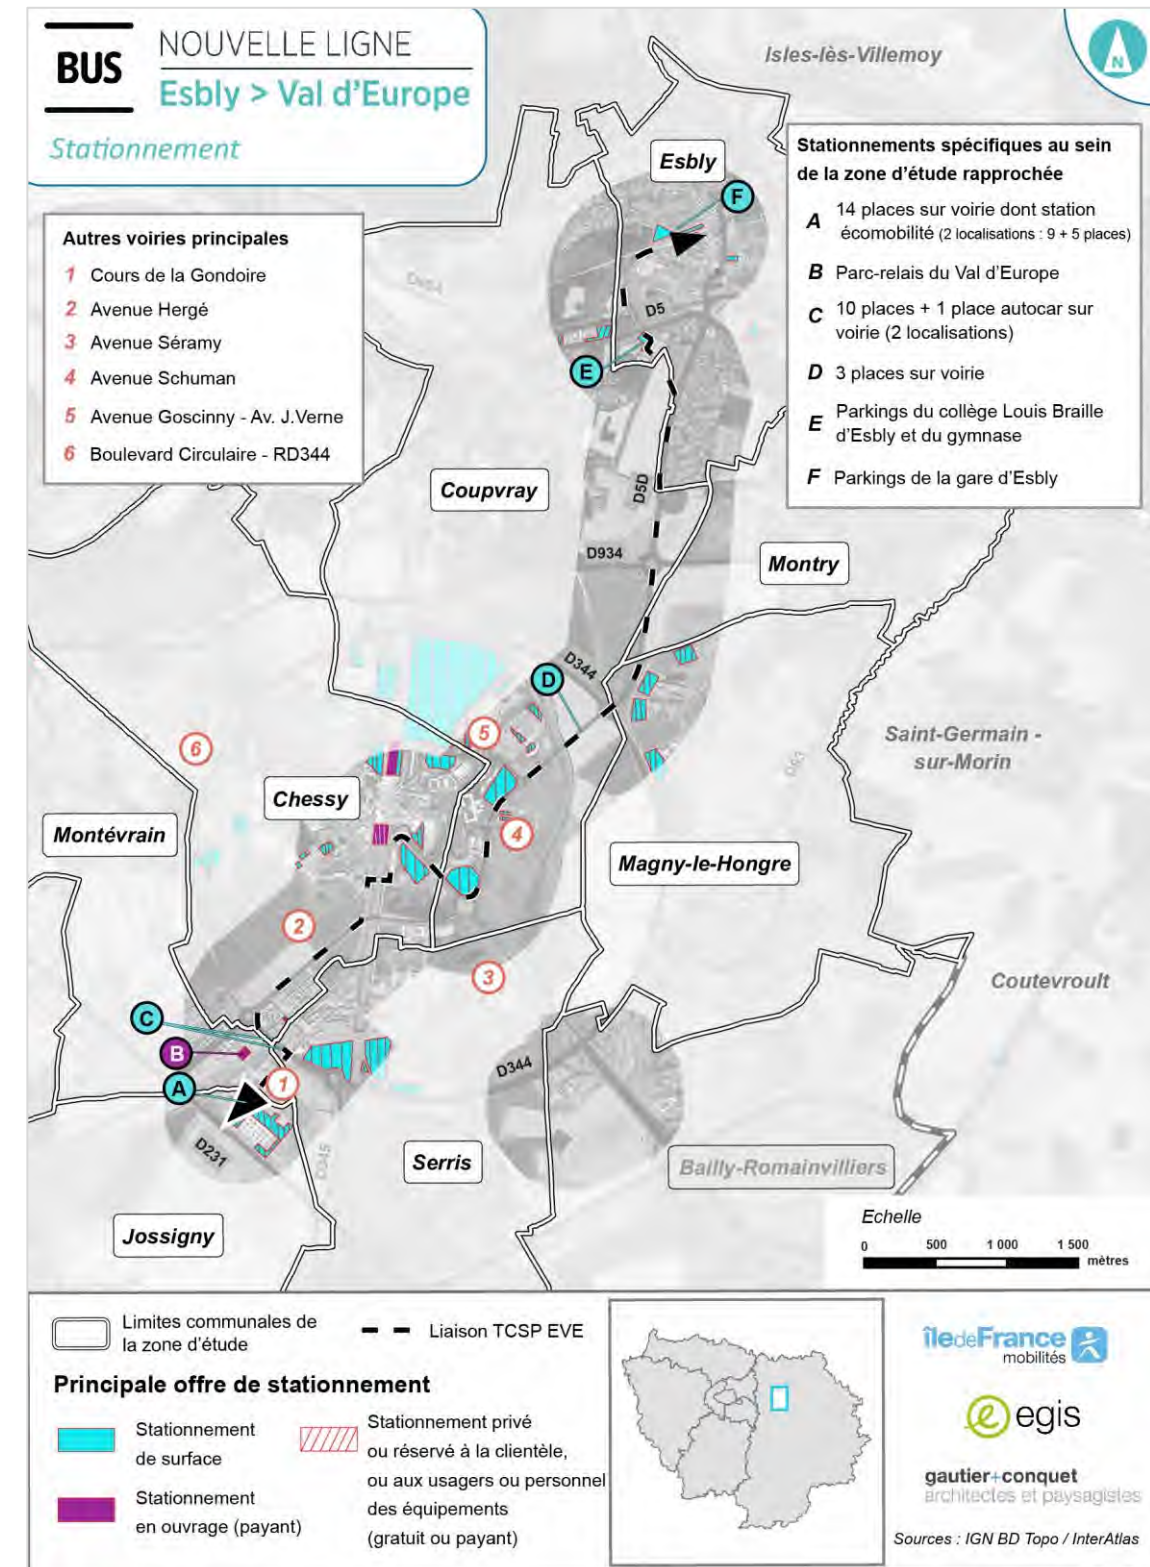 BUS
NOUVELLE LIGNE
Esbly > Val d'Europe
Stationnement
N
Isles-lès-Villemoy
Stationnements spécifiques au sein
de la zone d'étude rapprochée
A 14 places sur voirie dont station
écomobilité (2 localisations : 9 + 5 places)
B Parc-relais du Val d'Europe
C 10 places + 1 place autocar sur
voirie (2 localisations)
D 3 places sur voirie
E Parkings du collège Louis Braille
d'Esbly et du gymnase
F Parkings de la gare d'Esbly
Autres voiries principales
1 Cours de la Gondoire
2 Avenue Hergé
3 Avenue Séramy
4 Avenue Schuman
5 Avenue Goscinny - Av. J.Verne
6 Boulevard Circulaire - RD344
Esbly
F
D5
E
Coupvray
D5D
D934
Montry
D344
D
5
6
Saint-Germain -
sur-Morin
Chessy
Montévrain
4
Magny-le-Hongre
2
3
Coutevroult
C
B
A
1
D344
D231
D345
Serris
Bailly-Romainvilliers
Jossigny
Echelle
0 500 1 000 1 500
mètres
Limites communales de
la zone d'étude
Liaison TCSP EVE
Principale offre de stationnement
Stationnement
de surface
Stationnement
en ouvrage (payant)
Stationnement privé
ou réservé à la clientèle,
ou aux usagers ou personnel
des équipements
(gratuit ou payant)
îledeFrance
mobilités
egis
gautier+conquet
architectes et paysagistes
Sources : IGN BD Topo / InterAtlas